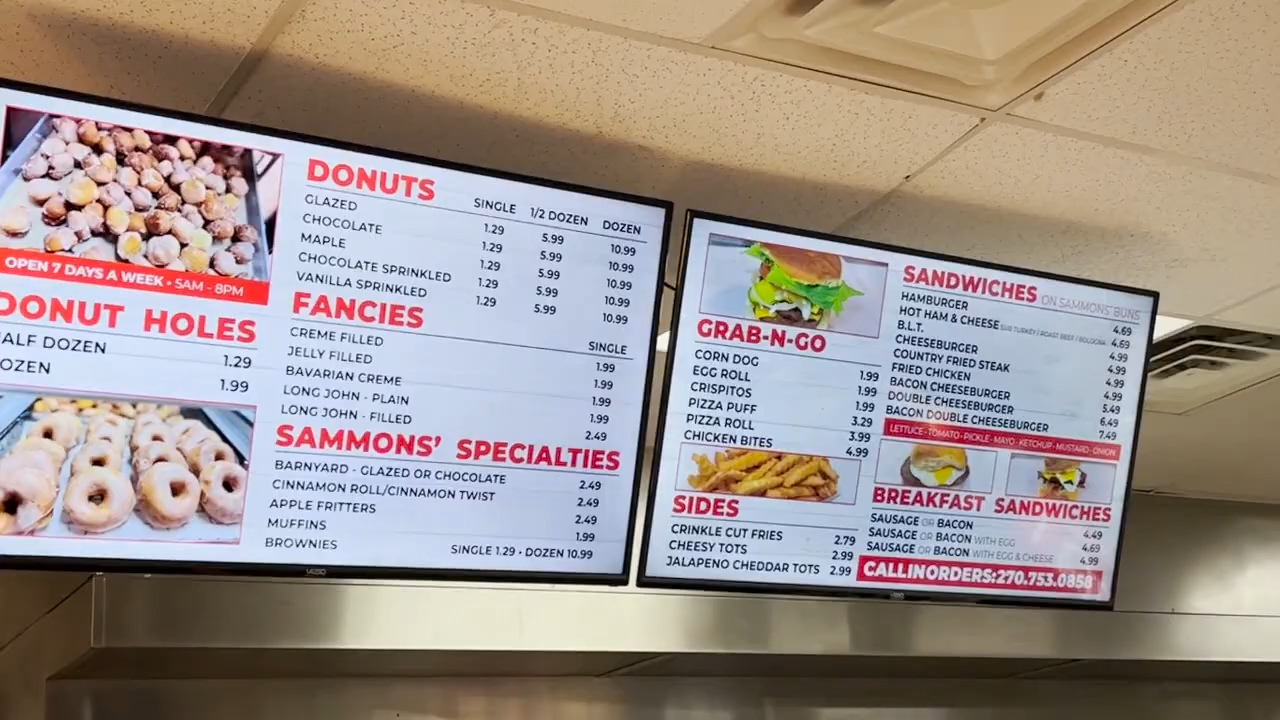 OPEN 7 DAYS A WEEK • 5AM - 8PM
DONUT HOLES
ALF DOZEN 1.29
OZEN 1.99
DONUTS SINGLE 1/2 DOZEN DOZEN
GLAZED 1.29 5.99 10.99
CHOCOLATE 1.29 5.99 10.99
MAPLE 1.29 5.99 10.99
CHOCOLATE SPRINKLED 1.29 5.99 10.99
VANILLA SPRINKLED 1.29 5.99 10.99
FANCIES SINGLE
CREME FILLED 1.99
JELLY FILLED 1.99
BAVARIAN CREME 1.99
LONG JOHN - PLAIN 1.99
LONG JOHN - FILLED 2.49
SAMMONS' SPECIALTIES
BARNYARD - GLAZED OR CHOCOLATE 2.49
CINNAMON ROLL/CINNAMON TWIST 2.49
APPLE FRITTERS 2.49
MUFFINS 1.99
BROWNIES SINGLE 1.29 • DOZEN 10.99
GRAB-N-GO
CORN DOG 1.99
EGG ROLL 1.99
CRISPITOS 1.99
PIZZA PUFF 3.29
PIZZA ROLL 3.99
CHICKEN BITES 4.99
SIDES
CRINKLE CUT FRIES 2.79
CHEESY TOTS 2.99
JALAPENO CHEDDAR TOTS 2.99
SANDWICHES ON SAMMONS' BUNS
HAMBURGER 4.69
HOT HAM & CHEESE SUB TURKEY / ROAST BEEF / BOLOGNA 4.69
B.L.T. 4.99
CHEESEBURGER 4.99
COUNTRY FRIED STEAK 4.99
FRIED CHICKEN 4.99
BACON CHEESEBURGER 5.49
DOUBLE CHEESEBURGER 6.49
BACON DOUBLE CHEESEBURGER 7.49
LETTUCE · TOMATO · PICKLE · MAYO · KETCHUP · MUSTARD · ONION
BREAKFAST SANDWICHES
SAUSAGE OR BACON 4.49
SAUSAGE OR BACON WITH EGG 4.69
SAUSAGE OR BACON WITH EGG & CHEESE 4.99
CALLINORDERS:270.753.0858